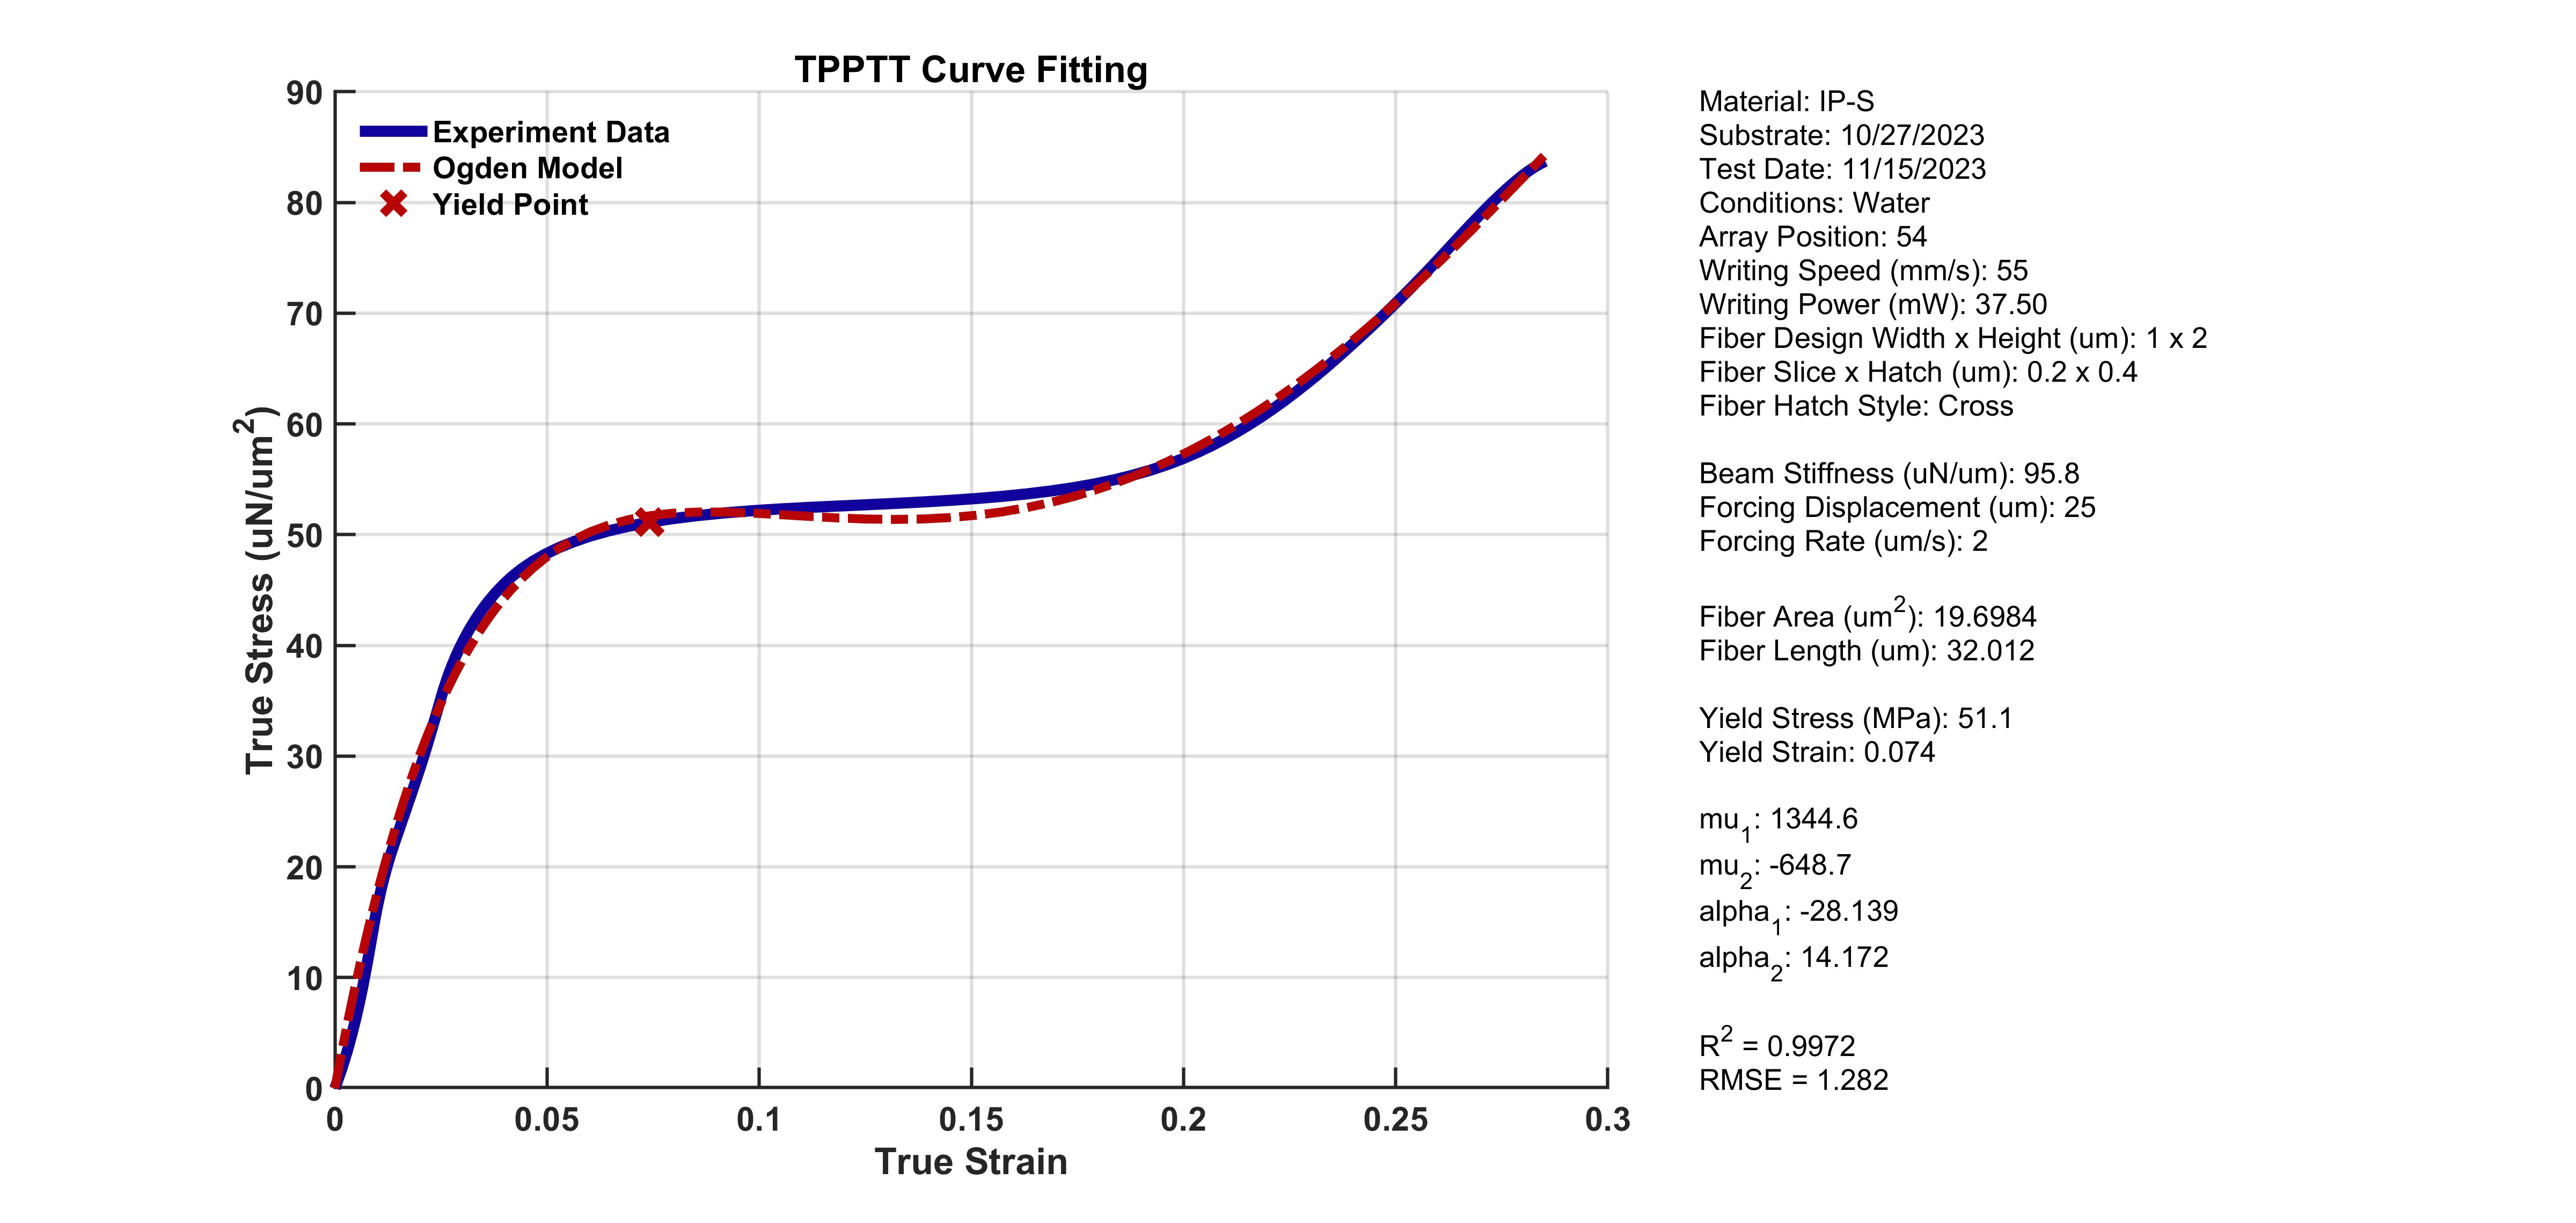 TPPTT Curve Fitting
90
80
70
60
50
40
30
20
10
0
True Stress (uN/um²)
Experiment Data
Ogden Model
Yield Point
0 0.05 0.1 0.15 0.2 0.25 0.3
True Strain
Material: IP-S
Substrate: 10/27/2023
Test Date: 11/15/2023
Conditions: Water
Array Position: 54
Writing Speed (mm/s): 55
Writing Power (mW): 37.50
Fiber Design Width x Height (um): 1 x 2
Fiber Slice x Hatch (um): 0.2 x 0.4
Fiber Hatch Style: Cross
Beam Stiffness (uN/um): 95.8
Forcing Displacement (um): 25
Forcing Rate (um/s): 2
Fiber Area (um²): 19.6984
Fiber Length (um): 32.012
Yield Stress (MPa): 51.1
Yield Strain: 0.074
mu₁: 1344.6
mu₂: -648.7
alpha₁: -28.139
alpha₂: 14.172
R² = 0.9972
RMSE = 1.282